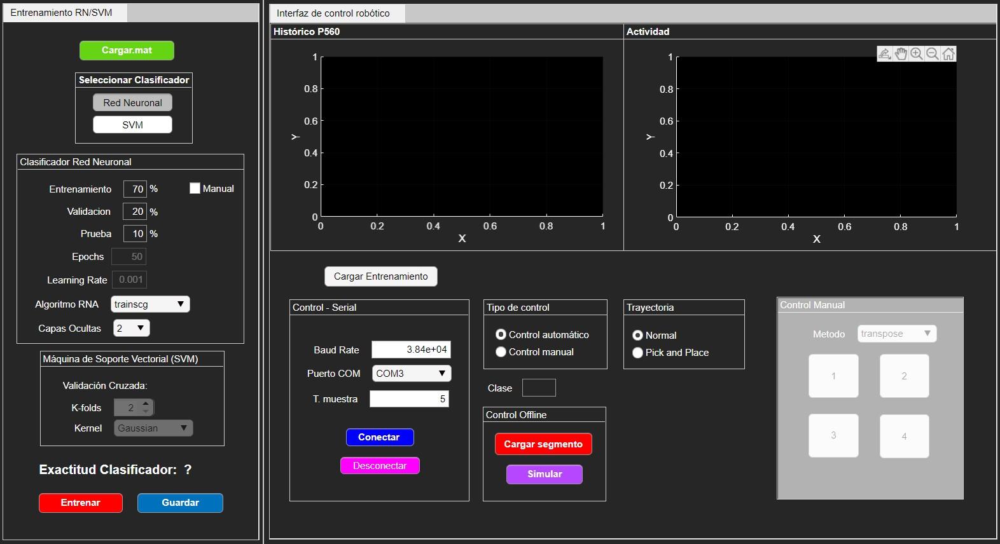 Entrenamiento RN/SVM
Cargar.mat
Seleccionar Clasificador
Red Neuronal
SVM
Clasificador Red Neuronal
Entrenamiento 70 % Manual
Validacion 20 %
Prueba 10 %
Epochs 50
Learning Rate 0.001
Algoritmo RNA trainscg
Capas Ocultas 2
Máquina de Soporte Vectorial (SVM)
Validación Cruzada:
K-folds 2
Kernel Gaussian
Exactitud Clasificador: ?
Entrenar Guardar
Interfaz de control robótico
Histórico P560
1
0.8
0.6
Y
0.4
0.2
0
0 0.2 0.4 0.6 0.8 1
X
Actividad
1
0.8
0.6
Y
0.4
0.2
0
0 0.2 0.4 0.6 0.8 1
X
Cargar Entrenamiento
Control - Serial
Baud Rate 3.84e+04
Puerto COM COM3
T. muestra 5
Conectar
Desconectar
Tipo de control
Control automático
Control manual
Clase
Control Offline
Cargar segmento
Simular
Trayectoria
Normal
Pick and Place
Control Manual
Metodo transpose
1 2
3 4